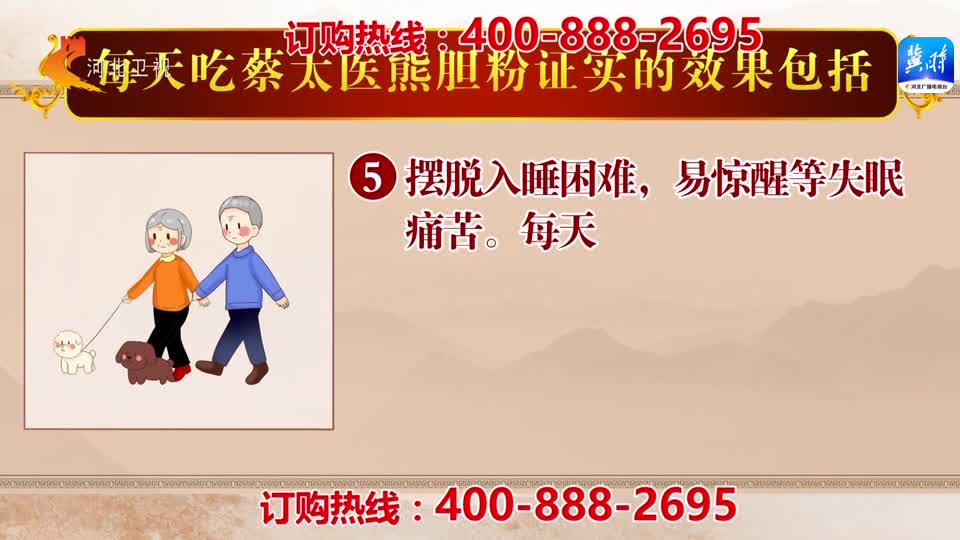 订购热线：400-888-2695
河北卫视
每天吃蔡太医熊胆粉证实的效果包括
冀时
河北广播电视台
5 摆脱入睡困难，易惊醒等失眠
痛苦。每天
订购热线：400-888-2695